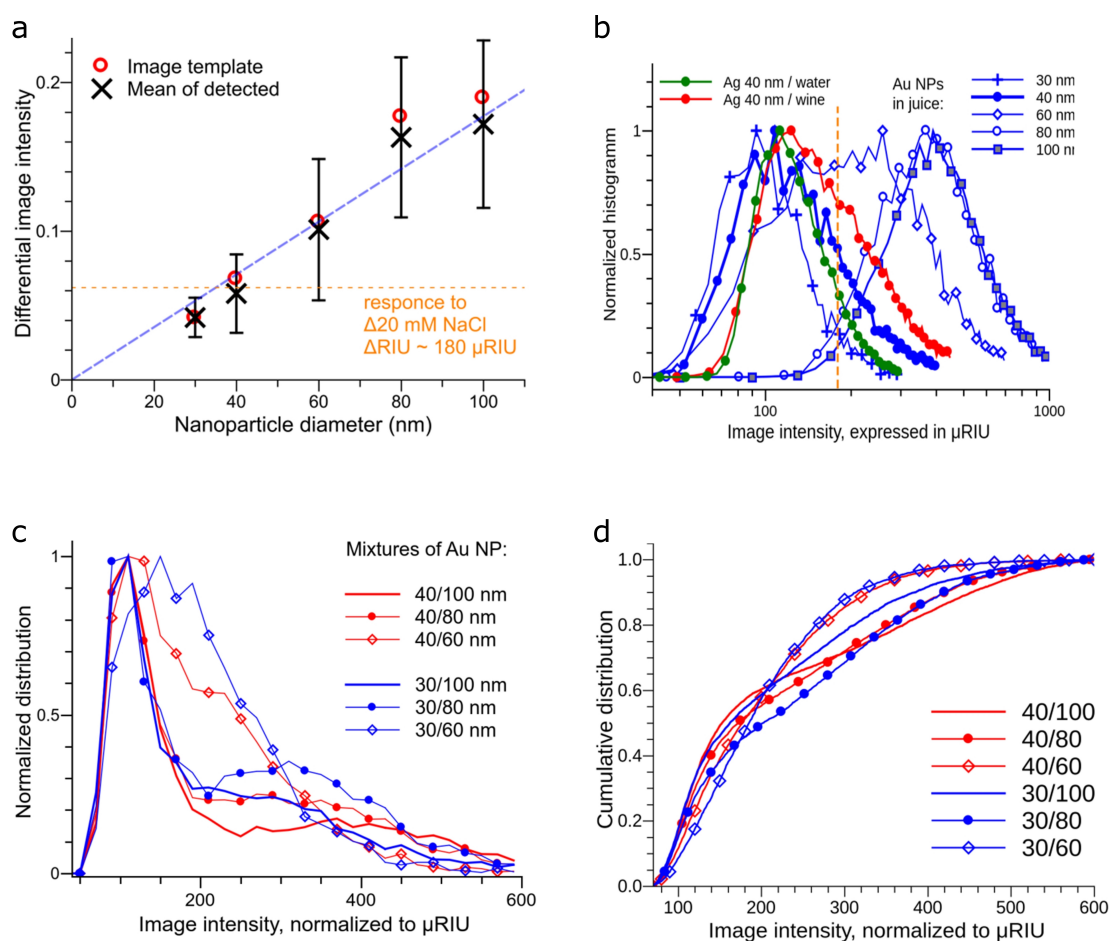 a
Differential image intensity
0.2
0.1
0
Image template
Mean of detected
responce to
Δ20 mM NaCl
ΔRIU ~ 180 µRIU
0 20 40 60 80 100
Nanoparticle diameter (nm)
b
Normalized histogramm
1
0.5
0
Ag 40 nm / water
Ag 40 nm / wine
Au NPs
in juice:
30 nm
40 nm
60 nm
80 nm
100 nm
100 1000
Image intensity, expressed in µRIU
c
Normalized distribution
1
0.5
0
Mixtures of Au NP:
40/100 nm
40/80 nm
40/60 nm
30/100 nm
30/80 nm
30/60 nm
200 400 600
Image intensity, normalized to µRIU
d
Cumulative distribution
1.0
0.8
0.6
0.4
0.2
0.0
40/100
40/80
40/60
30/100
30/80
30/60
100 200 300 400 500 600
Image intensity, normalized to µRIU